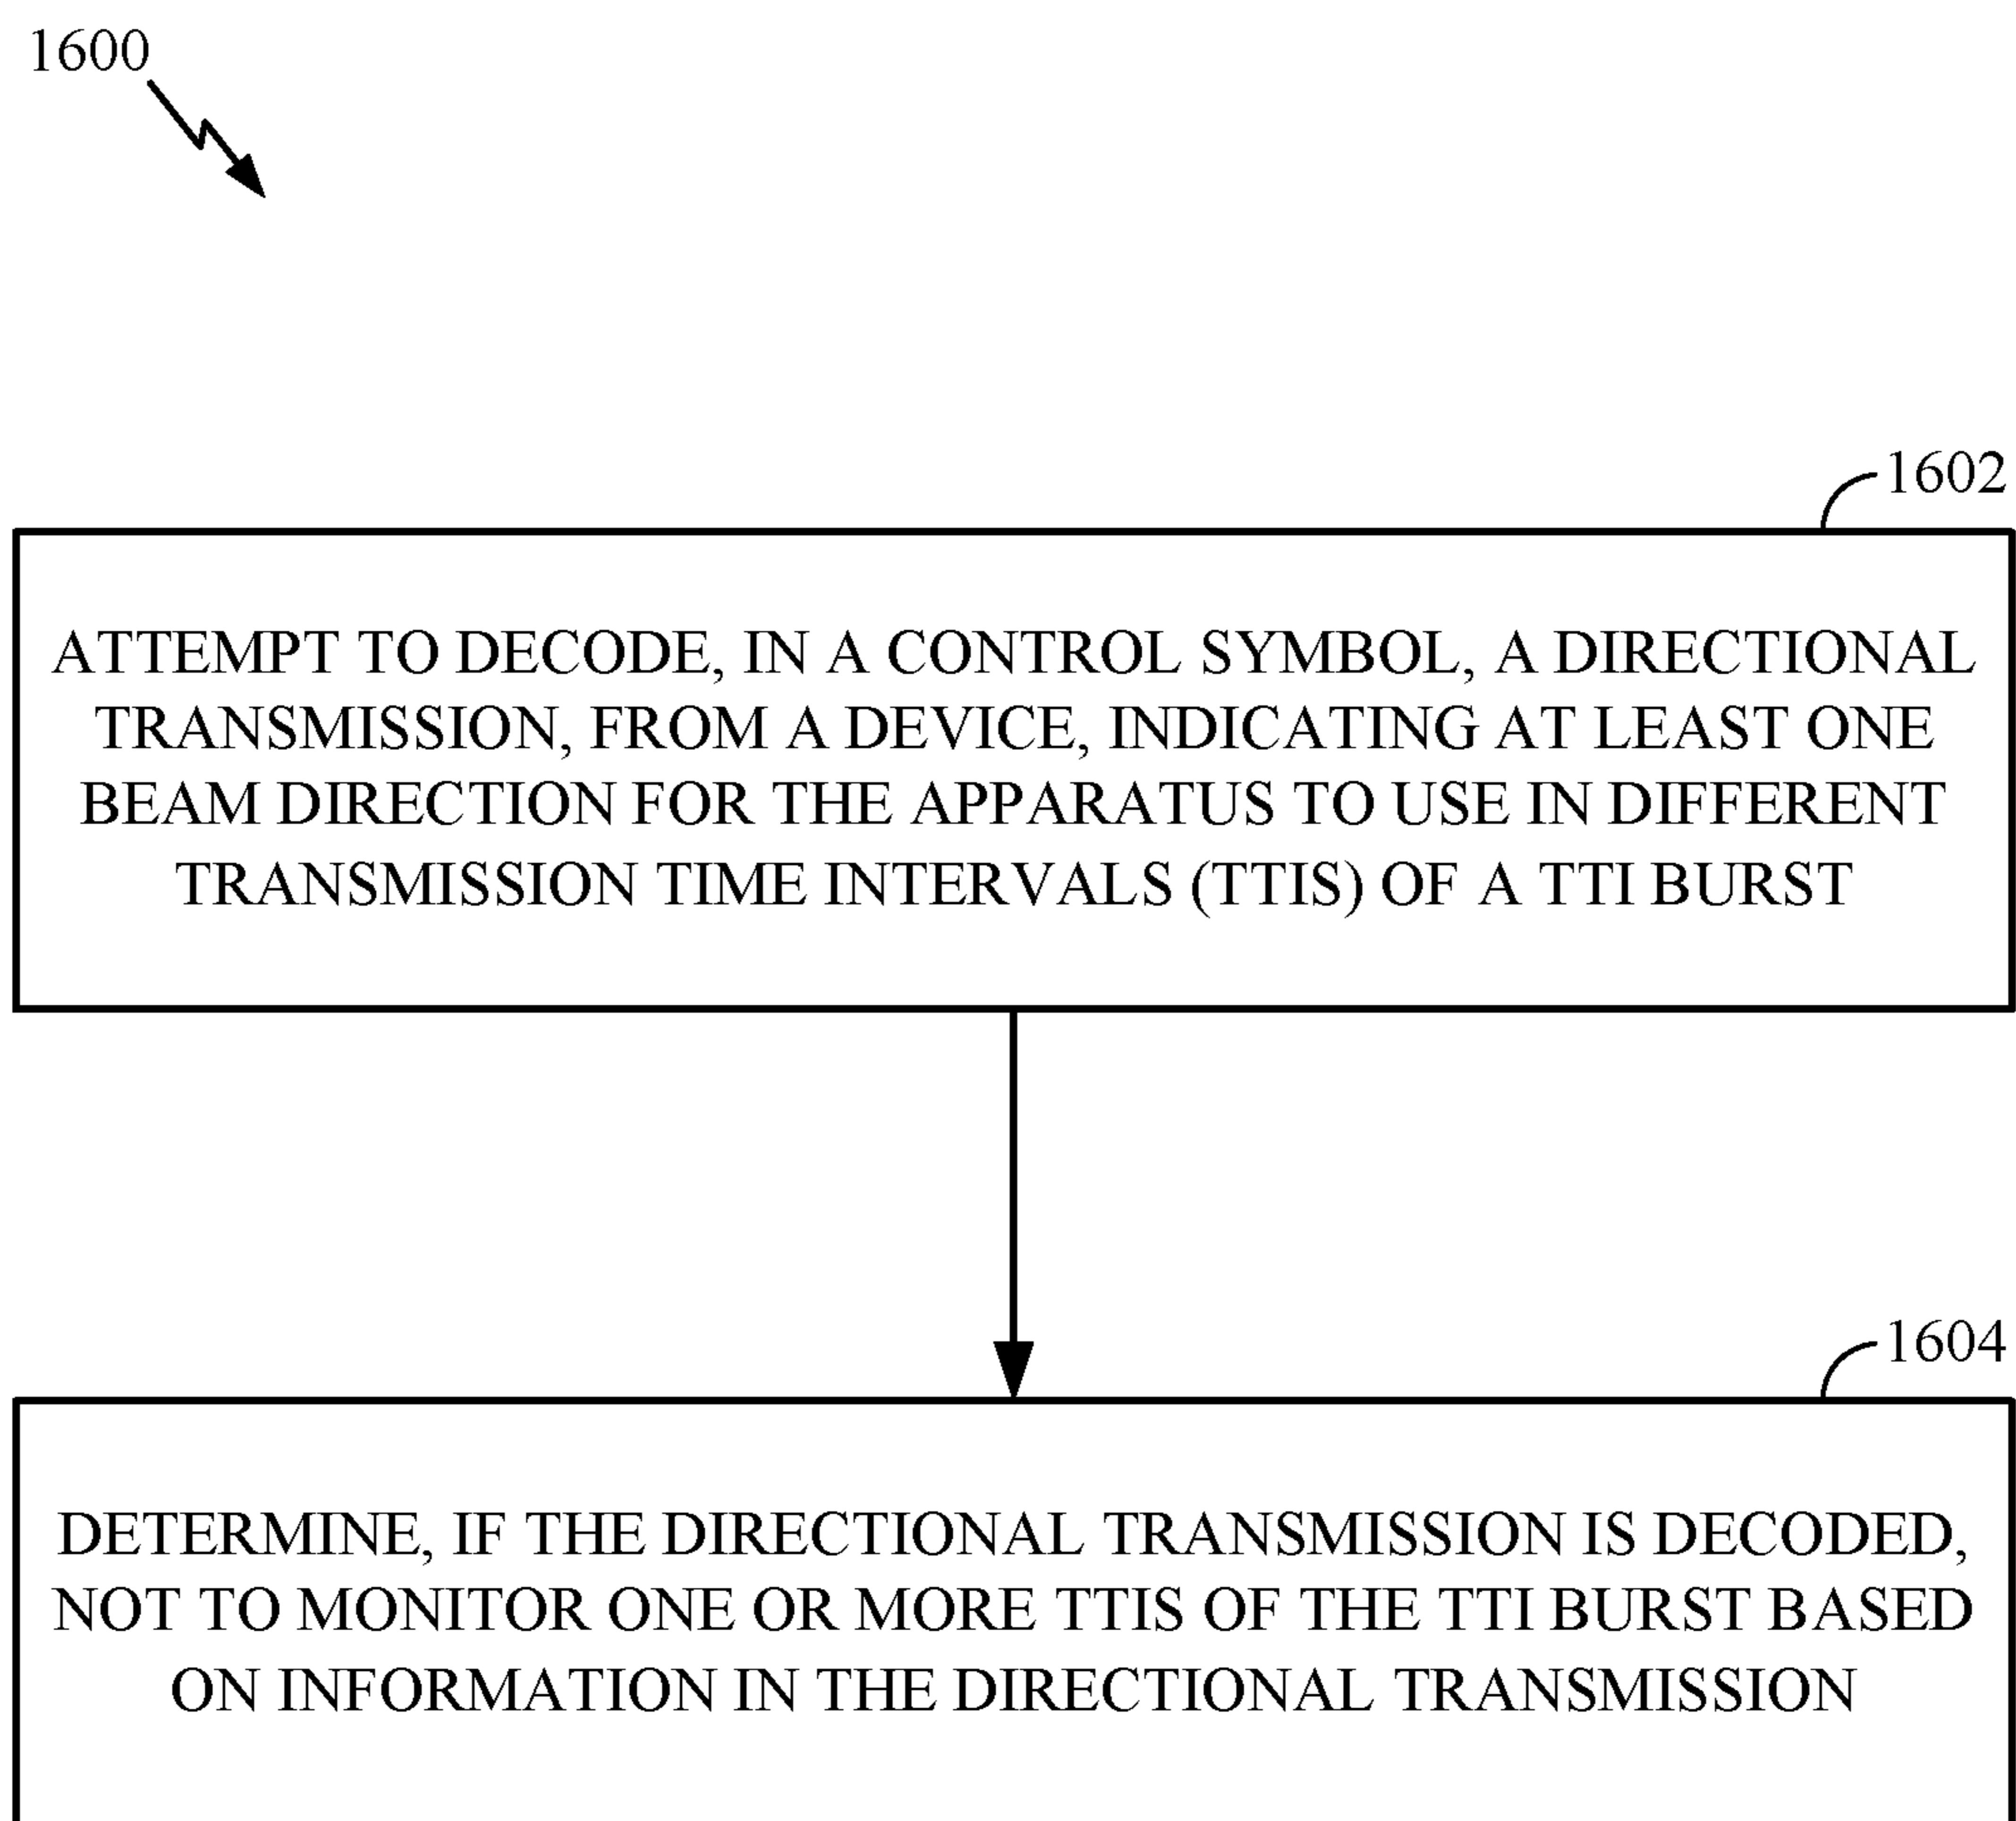 1600
1602
ATTEMPT TO DECODE, IN A CONTROL SYMBOL, A DIRECTIONAL
TRANSMISSION, FROM A DEVICE, INDICATING AT LEAST ONE
BEAM DIRECTION FOR THE APPARATUS TO USE IN DIFFERENT
TRANSMISSION TIME INTERVALS (TTIS) OF A TTI BURST
1604
DETERMINE, IF THE DIRECTIONAL TRANSMISSION IS DECODED,
NOT TO MONITOR ONE OR MORE TTIS OF THE TTI BURST BASED
ON INFORMATION IN THE DIRECTIONAL TRANSMISSION